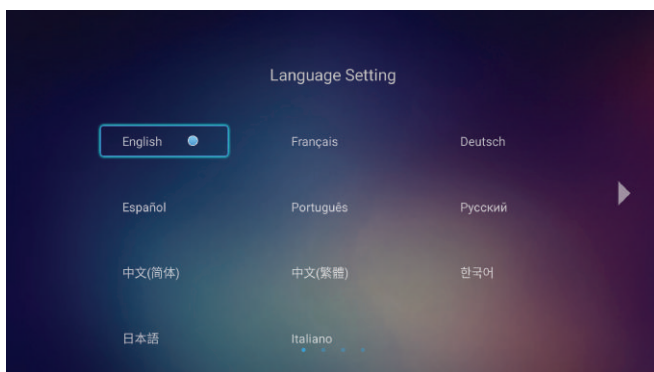 Language Setting
English
Français
Deutsch
Español
Português
Русский
中文(简体)
中文(繁體)
한국어
日本語
Italiano